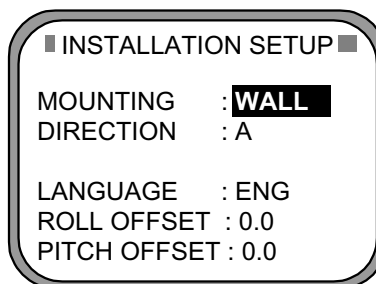 INSTALLATION SETUP
MOUNTING : WALL
DIRECTION : A
LANGUAGE : ENG
ROLL OFFSET : 0.0
PITCH OFFSET : 0.0